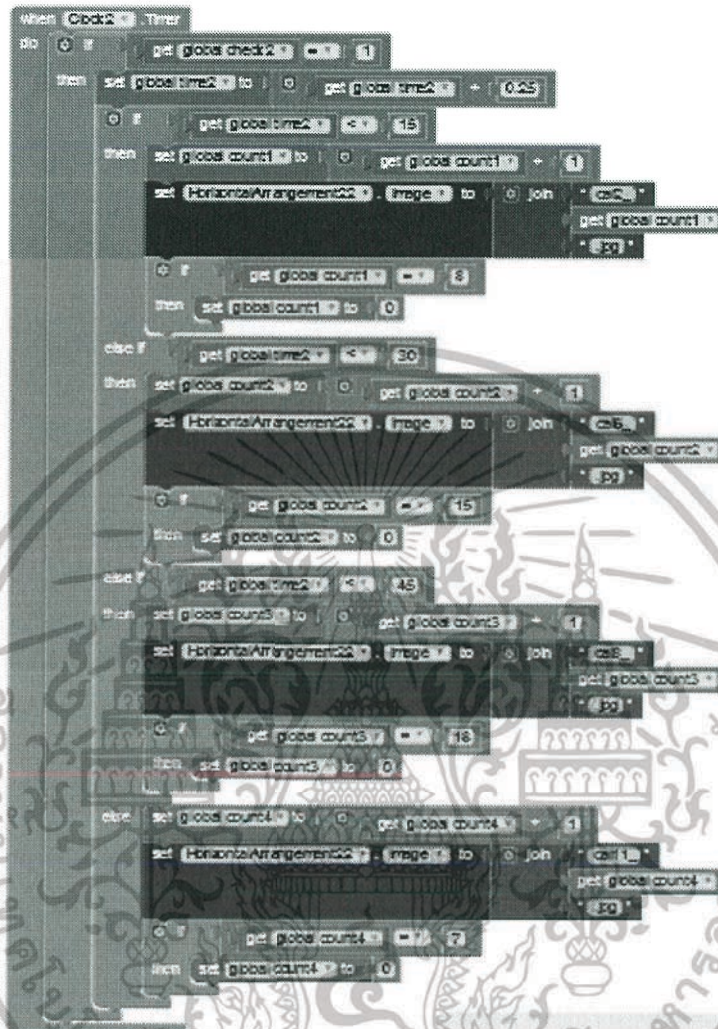 when Clock2 .Timer
do if get global check2 = 1
then set global time2 to get global time2 + 0.25
if get global time2 < 15
then set global count1 to get global count1 + 1
set HorizontalArrangement22 . Image to join
get global count1
" .jpg "
if get global count1 = 8
then set global count1 to 0
else if get global time2 < 30
then set global count2 to get global count2 + 1
set HorizontalArrangement22 . Image to join
get global count2
" .jpg "
if get global count2 = 15
then set global count2 to 0
else if get global time2 < 45
then set global count3 to get global count3 + 1
set HorizontalArrangement22 . Image to join
get global count3
" .jpg "
if get global count3 = 18
then set global count3 to 0
else set global count4 to get global count4 + 1
set HorizontalArrangement22 . Image to join
get global count4
" .jpg "
if get global count4 = 7
then set global count4 to 0